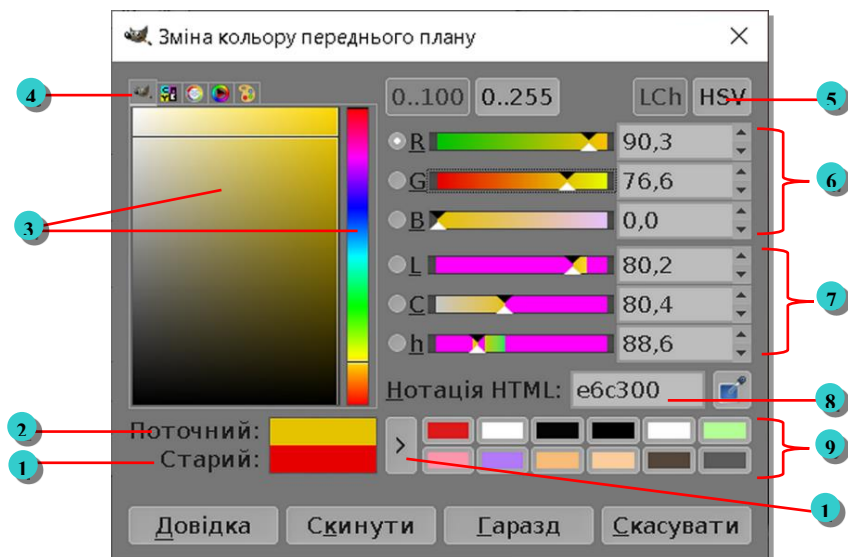 Зміна кольору переднього плану
4
0..100 0..255 LCh HSV
5
R 90,3
G 76,6
6
3
B 0,0
L 80,2
7
C 80,4
h 88,6
Нотація HTML: e6c300
8
2
Поточний:
>
9
1
Старий:
1
Довідка Скинути Гаразд Скасувати